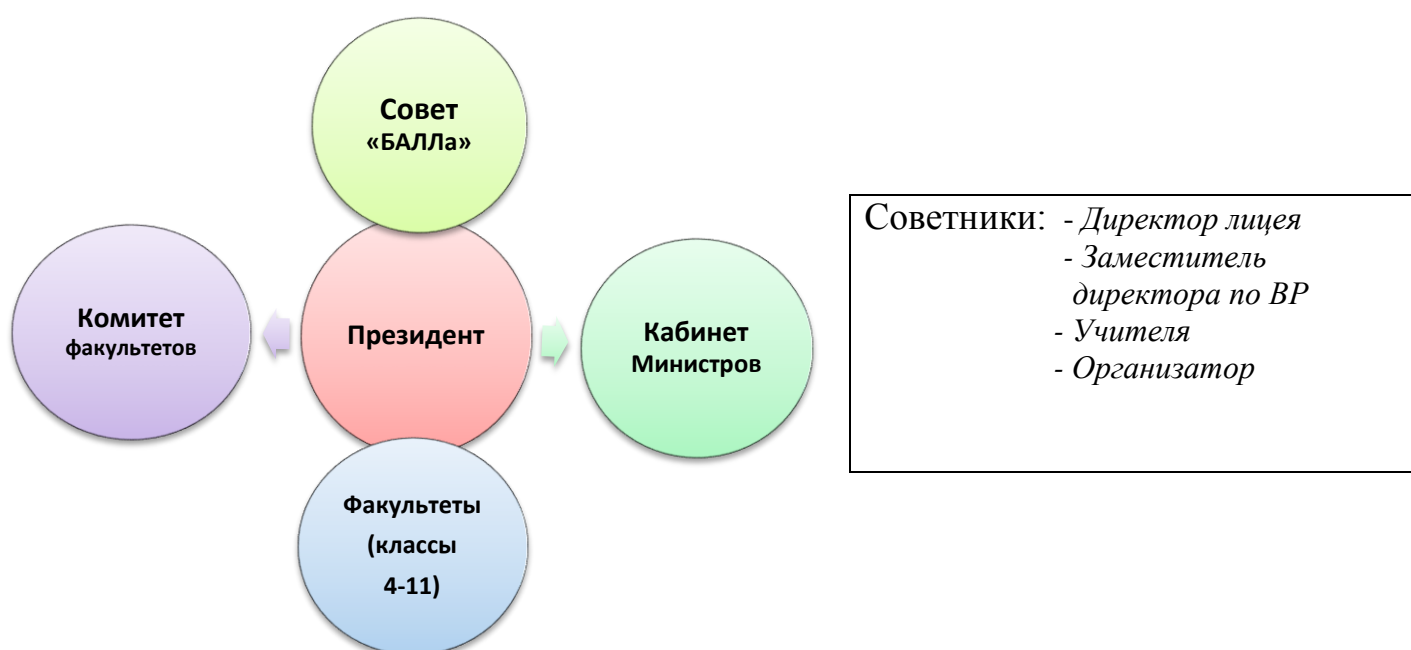 Совет
«БАЛЛа»
Комитет
факультетов
Президент
Кабинет
Министров
Факультеты
(классы
4-11)
Советники: - Директор лицея
- Заместитель
директора по ВР
- Учителя
- Организатор